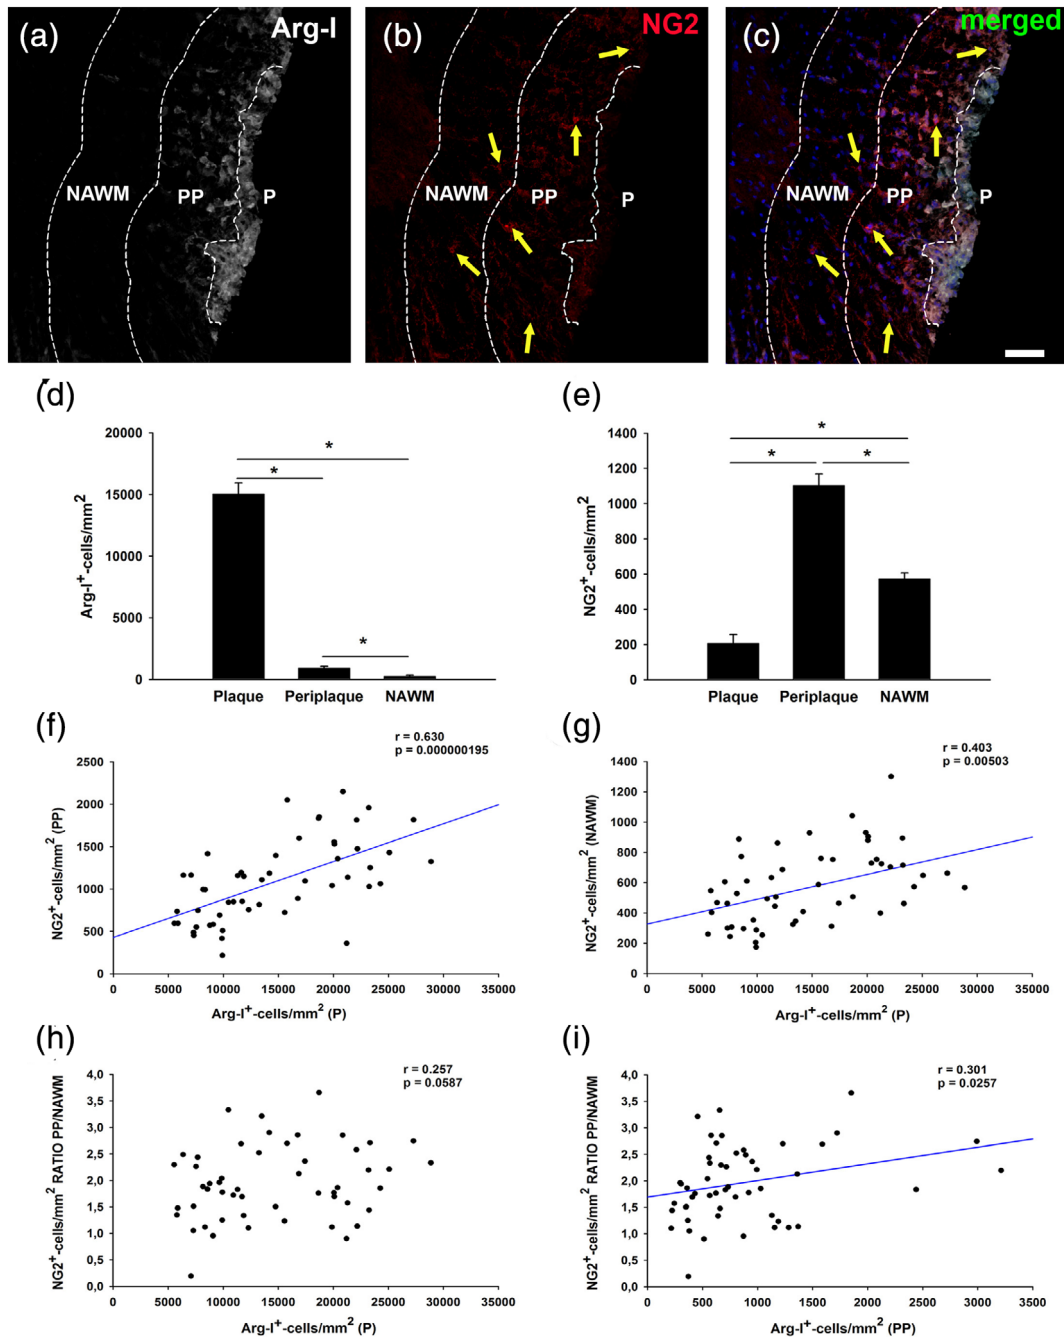 (a) Arg-I
NAWM PP P
(b) NG2
NAWM PP P
(c) merged
NAWM PP P
(d)
Arg-I⁺-cells/mm²
20000
15000
10000
5000
0
* * *
Plaque Periplaque NAWM
(e)
NG2⁺-cells/mm²
1400
1200
1000
800
600
400
200
0
* * *
Plaque Periplaque NAWM
(f)
r = 0.630
p = 0.000000195
NG2⁺-cells/mm² (PP)
2500
2000
1500
1000
500
0
0 5000 10000 15000 20000 25000 30000 35000
Arg-I⁺-cells/mm² (P)
(g)
r = 0.403
p = 0.00503
NG2⁺-cells/mm² (NAWM)
1400
1200
1000
800
600
400
200
0
0 5000 10000 15000 20000 25000 30000 35000
Arg-I⁺-cells/mm² (P)
(h)
r = 0.257
p = 0.0587
NG2⁺-cells/mm² RATIO PP/NAWM
4,0
3,5
3,0
2,5
2,0
1,5
1,0
0,5
0,0
0 5000 10000 15000 20000 25000 30000 35000
Arg-I⁺-cells/mm² (P)
(i)
r = 0.301
p = 0.0257
NG2⁺-cells/mm² RATIO PP/NAWM
4,0
3,5
3,0
2,5
2,0
1,5
1,0
0,5
0,0
0 500 1000 1500 2000 2500 3000 3500
Arg-I⁺-cells/mm² (PP)